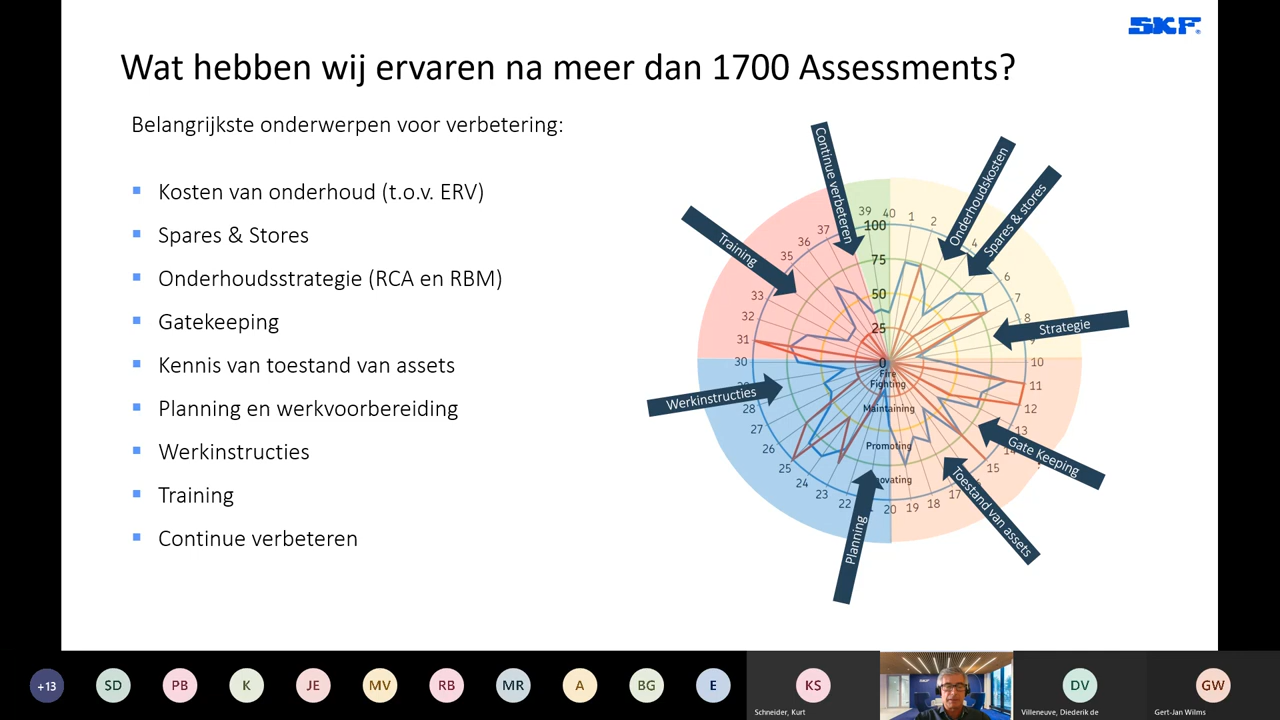 SKF
Wat hebben wij ervaren na meer dan 1700 Assessments?
Belangrijkste onderwerpen voor verbetering:
Kosten van onderhoud (t.o.v. ERV)
Spares & Stores
Onderhoudsstrategie (RCA en RBM)
Gatekeeping
Kennis van toestand van assets
Planning en werkvoorbereiding
Werkinstructies
Training
Continue verbeteren
Continue verbeteren
Onderhoudskosten
Spares & stores
Training
Strategie
Werkinstructies
Gate Keeping
Toestand van assets
Planning
39
40
1
2
4
6
7
8
10
11
12
13
15
17
18
19
20
22
23
24
25
26
27
28
30
31
32
33
35
36
37
100
75
50
25
0
Fire
Fighting
Maintaining
Promoting
+13
SD
PB
K
JE
MV
RB
MR
A
BG
E
KS
DV
GW
SKF
Schneider, Kurt
Villeneuve, Diederik de
Gert-Jan Wilms